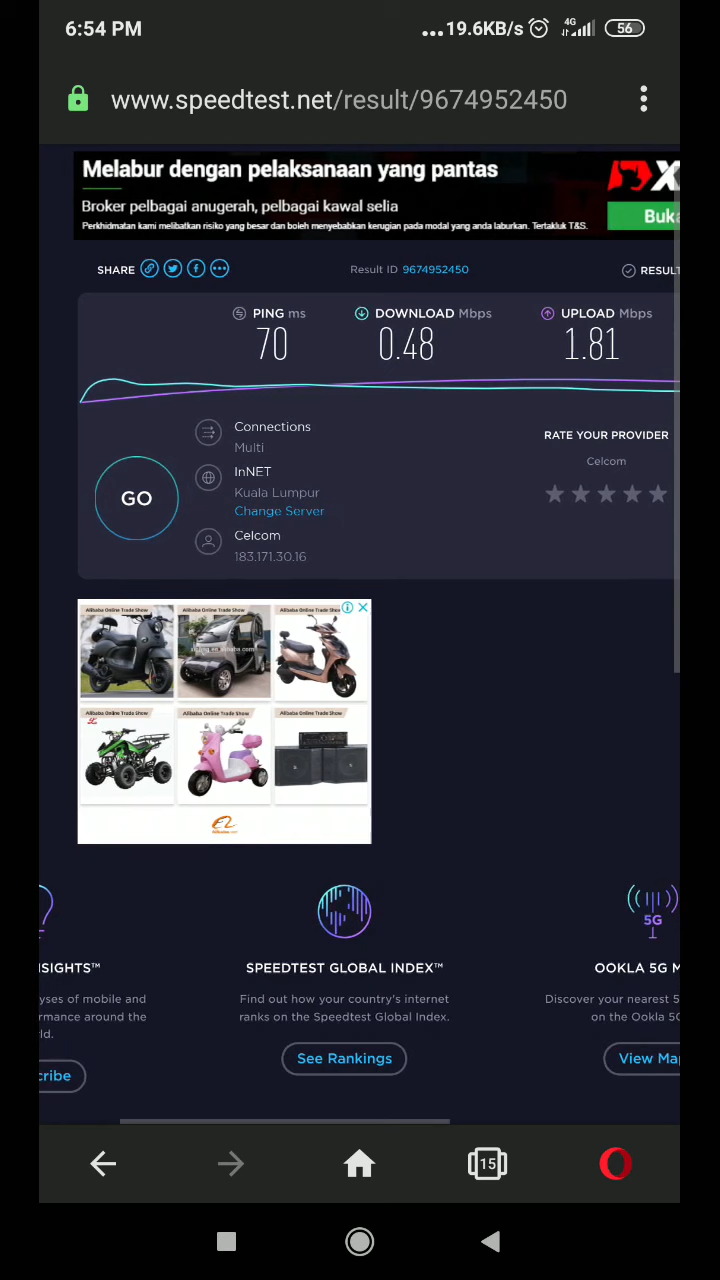 6:54 PM
...19.6KB/s 4G 56
www.speedtest.net/result/9674952450
Melabur dengan pelaksanaan yang pantas
Broker pelbagai anugerah, pelbagai kawal selia
Perkhidmatan kami melibatkan risiko yang besar dan boleh menyebabkan kerugian pada modal yang anda laburkan. Tertakluk T&S.
X
Buka
SHARE Result ID 9674952450 RESULT
PING ms DOWNLOAD Mbps UPLOAD Mbps
70 0.48 1.81
Connections
Multi
InNET
Kuala Lumpur
Change Server
Celcom
183.171.30.16
GO
RATE YOUR PROVIDER
Celcom
Alibaba Online Trade Show Alibaba Online Trade Show Alibaba Online Trade Show
Alibaba Online Trade Show Alibaba Online Trade Show Alibaba Online Trade Show
Alibaba.com
5G
SIGHTS™ SPEEDTEST GLOBAL INDEX™ OOKLA 5G M
yses of mobile and
rmance around the
ld.
cribe
Find out how your country's internet
ranks on the Speedtest Global Index.
See Rankings
Discover your nearest 5
on the Ookla 5G
View Map
15